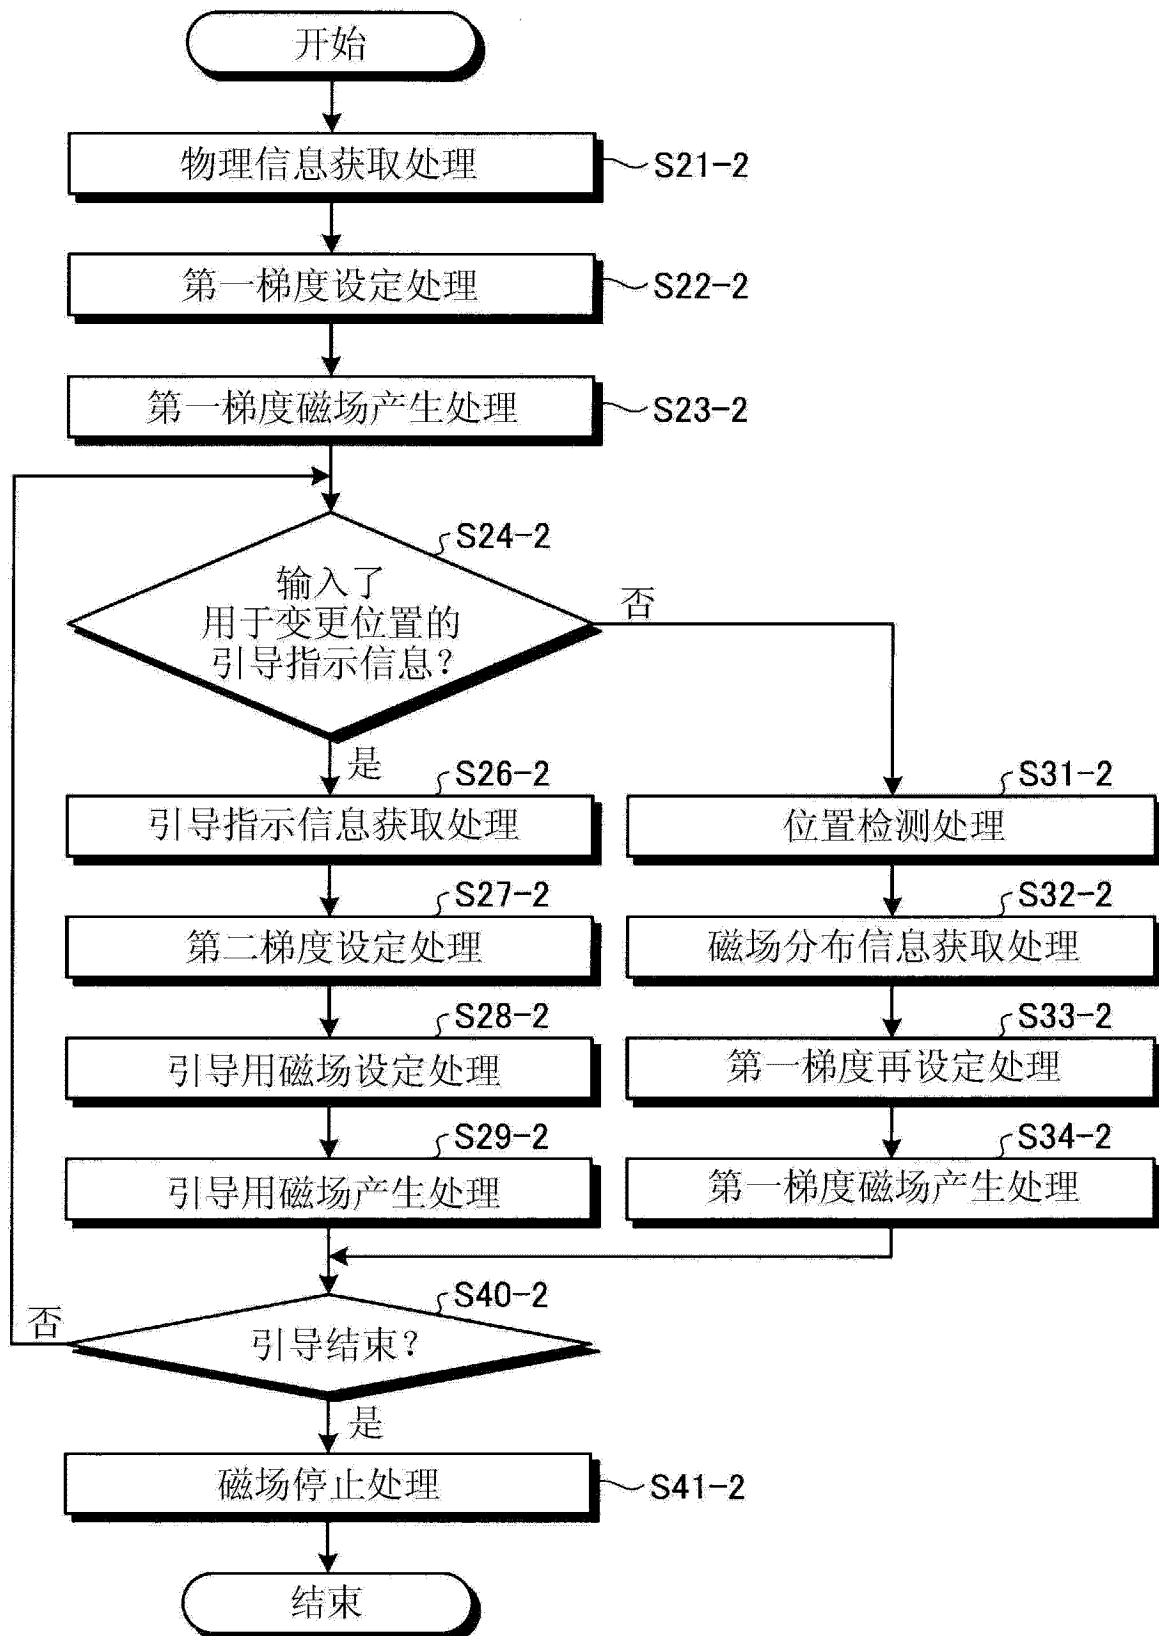 开始
物理信息获取处理
S21-2
第一梯度设定处理
S22-2
第一梯度磁场产生处理
S23-2
S24-2
输入了
用于变更位置的
引导指示信息？
否
是
S26-2
引导指示信息获取处理
S31-2
位置检测处理
S27-2
第二梯度设定处理
S32-2
磁场分布信息获取处理
S28-2
引导用磁场设定处理
S33-2
第一梯度再设定处理
S29-2
引导用磁场产生处理
S34-2
第一梯度磁场产生处理
S40-2
引导结束？
否
是
磁场停止处理
S41-2
结束